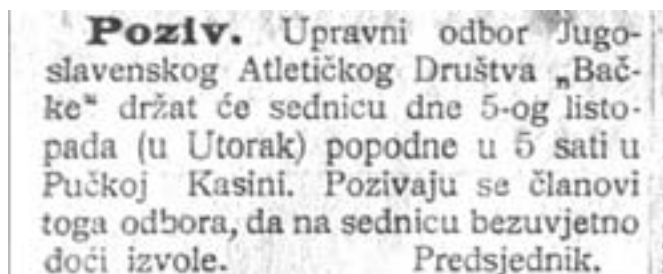 Poziv. Upravni odbor Jugo-
slavenskog Atletičkog Društva „Bač-
ke“ držat će sednicu dne 5-og listo-
pada (u Utorak) popodne u 5 sati u
Pučkoj Kasini. Pozivaju se članovi
toga odbora, da na sednicu bezuvjetno
doći izvole. Predsjednik.